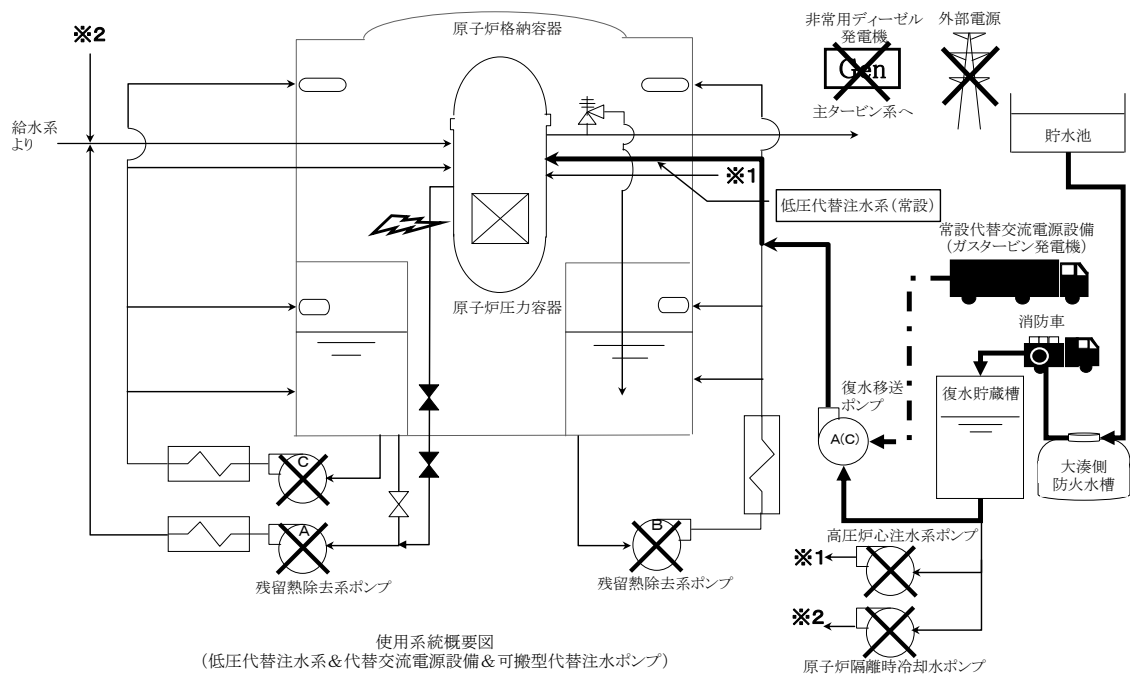 ※2
原子炉格納容器
非常用ディーゼル
発電機
外部電源
Gen
主タービン系へ
給水系
より
貯水池
※1
低圧代替注水系(常設)
常設代替交流電源設備
(ガスタービン発電機)
原子炉圧力容器
消防車
復水移送
ポンプ
復水貯蔵槽
A(C)
大湊側
防火水槽
C
A
B
高圧炉心注水系ポンプ
※1
残留熱除去系ポンプ
残留熱除去系ポンプ
※2
原子炉隔離時冷却水ポンプ
使用系統概要図
(低圧代替注水系&代替交流電源設備&可搬型代替注水ポンプ)